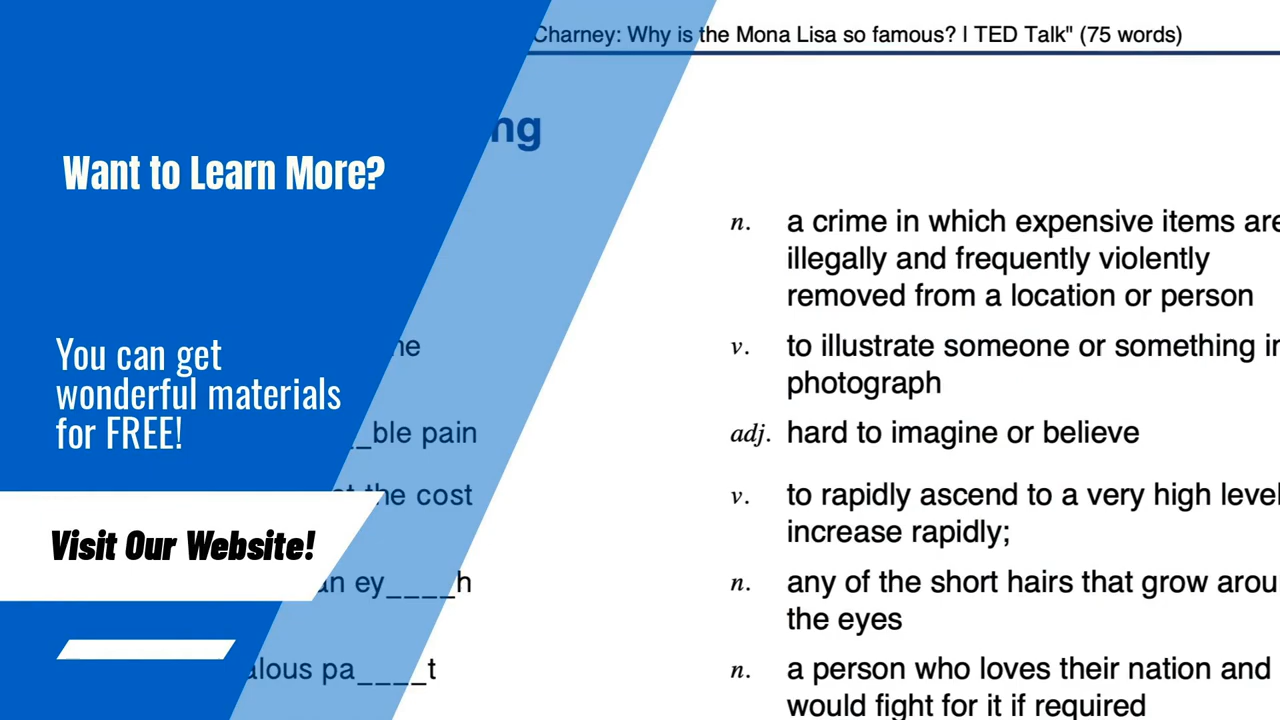 Charney: Why is the Mona Lisa so famous? | TED Talk" (75 words)
ng
Want to Learn More?
You can get
wonderful materials
for FREE!
Visit Our Website!
ne
_ble pain
the cost
an ey____h
alous pa____t
n. a crime in which expensive items are
illegally and frequently violently
removed from a location or person
v. to illustrate someone or something in
photograph
adj. hard to imagine or believe
v. to rapidly ascend to a very high level
increase rapidly;
n. any of the short hairs that grow arou
the eyes
n. a person who loves their nation and
would fight for it if required